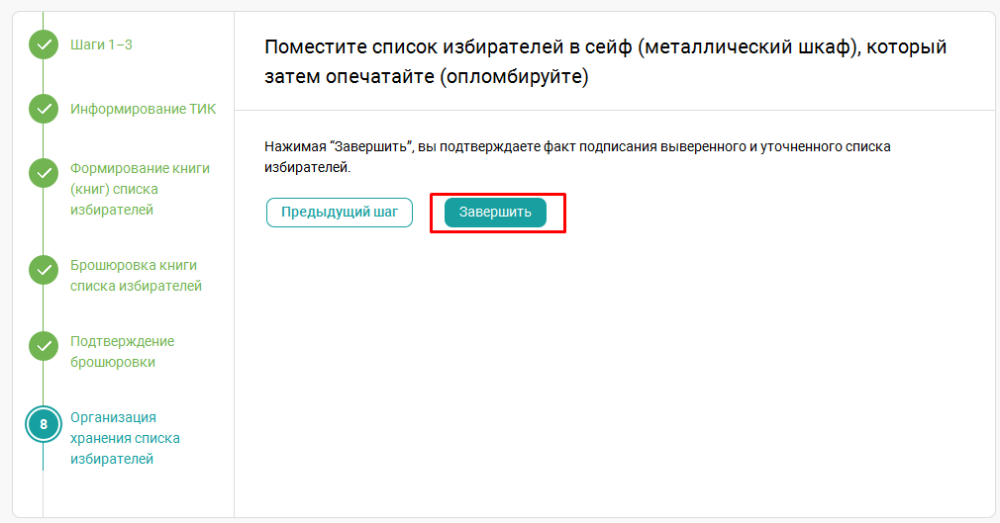 Шаги 1–3
Информирование ТИК
Формирование книги
(книг) списка
избирателей
Брошюровка книги
списка избирателей
Подтверждение
брошюровки
8
Организация
хранения списка
избирателей
Поместите список избирателей в сейф (металлический шкаф), который
затем опечатайте (опломбируйте)
Нажимая “Завершить”, вы подтверждаете факт подписания выверенного и уточненного списка
избирателей.
Предыдущий шаг
Завершить